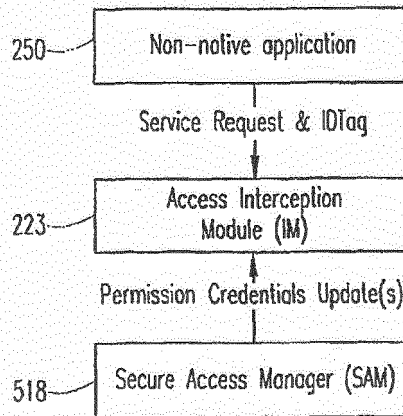 250
Non-native application
Service Request & IDTag
223
Access Interception
Module (IM)
Permission Credentials Update(s)
518
Secure Access Manager (SAM)